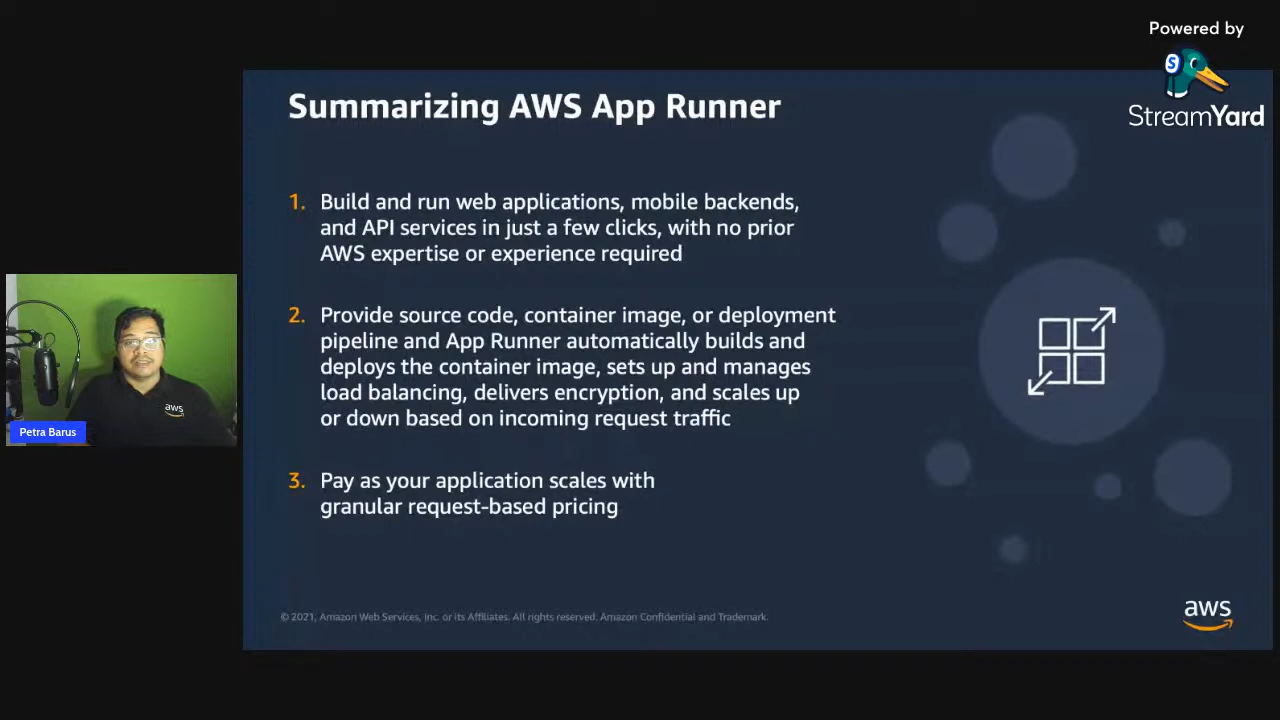 Powered by
StreamYard
Summarizing AWS App Runner
1. Build and run web applications, mobile backends,
and API services in just a few clicks, with no prior
AWS expertise or experience required
2. Provide source code, container image, or deployment
pipeline and App Runner automatically builds and
deploys the container image, sets up and manages
load balancing, delivers encryption, and scales up
or down based on incoming request traffic
3. Pay as your application scales with
granular request-based pricing
aws
Petra Barus
© 2021, Amazon Web Services, Inc. or its Affiliates. All rights reserved. Amazon Confidential and Trademark.
aws